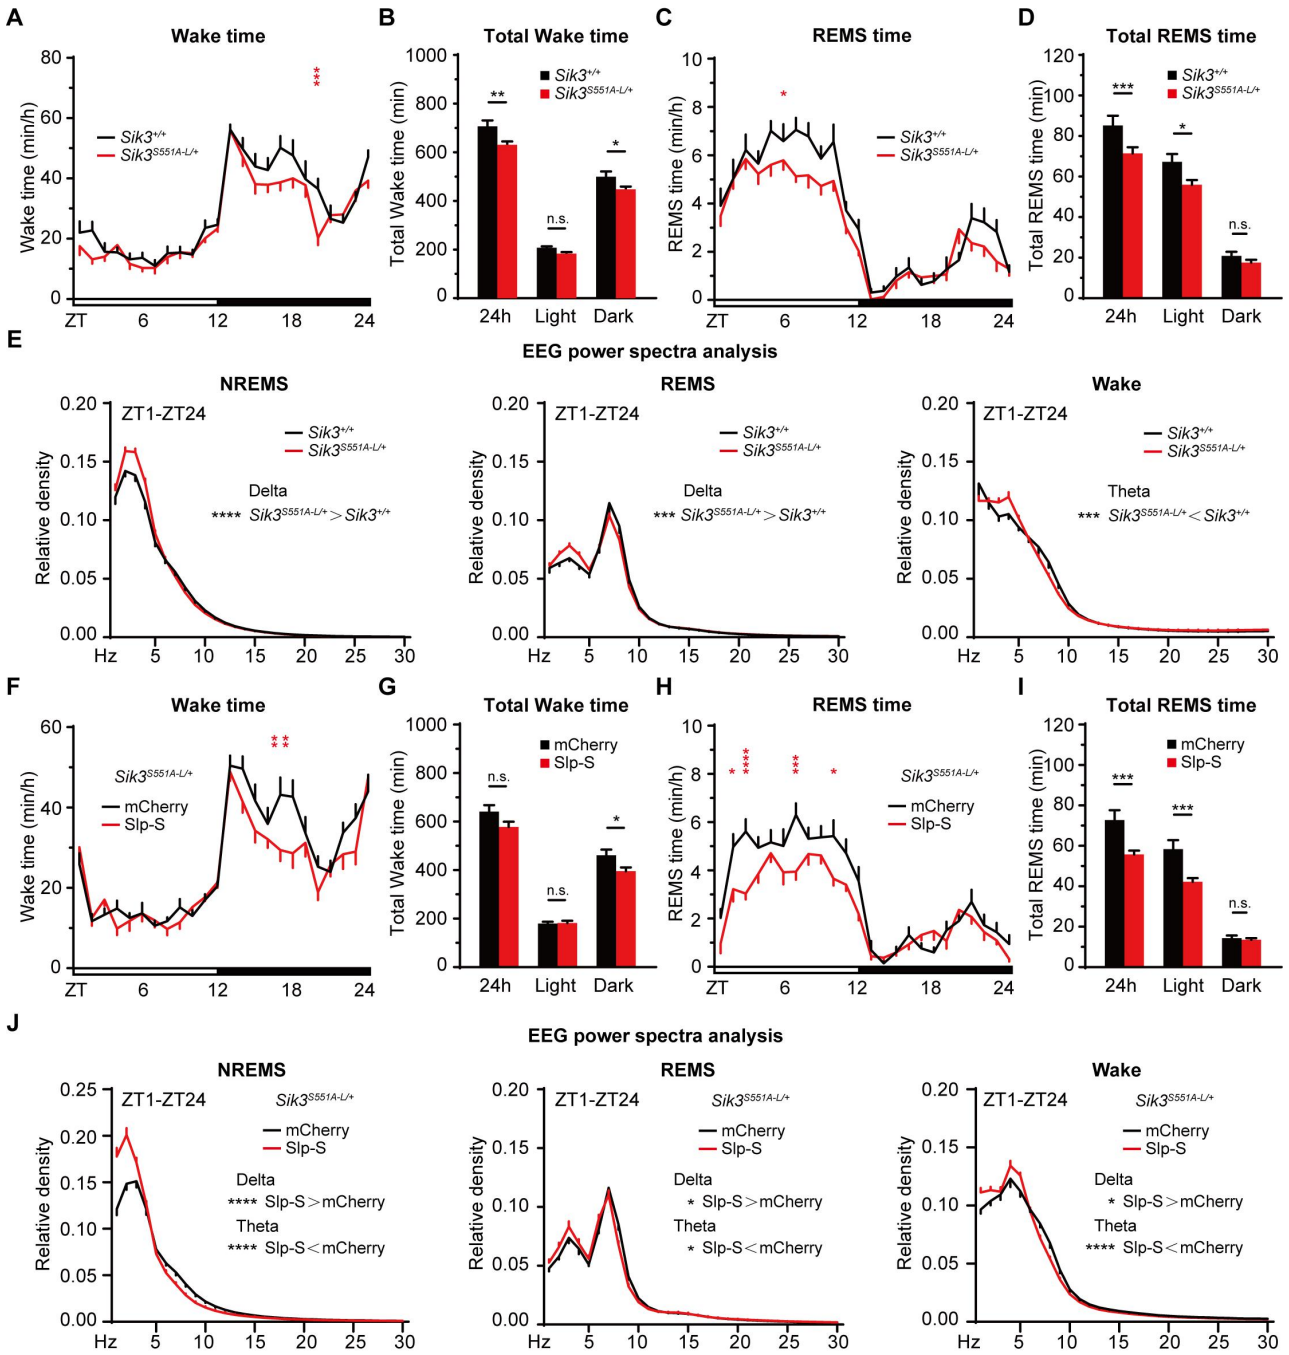 A
Wake time
Wake time (min/h)
80
60
40
20
0
***
Sik3+/+
Sik3S551A-L/+
ZT
6
12
18
24
B
Total Wake time
Total Wake time (min)
1000
800
600
400
200
0
Sik3+/+
Sik3S551A-L/+
**
n.s.
*
24h
Light
Dark
C
REMS time
REMS time (min/h)
10
8
6
4
2
0
*
Sik3+/+
Sik3S551A-L/+
ZT
6
12
18
24
D
Total REMS time
Total REMS time (min)
120
100
80
60
40
20
0
Sik3+/+
Sik3S551A-L/+
***
*
n.s.
24h
Light
Dark
E
EEG power spectra analysis
NREMS
Relative density
0.20
0.15
0.10
0.05
0.00
ZT1-ZT24
Sik3+/+
Sik3S551A-L/+
Delta
**** Sik3S551A-L/+＞Sik3+/+
Hz
5
10
15
20
25
30
REMS
Relative density
0.20
0.15
0.10
0.05
0.00
ZT1-ZT24
Sik3+/+
Sik3S551A-L/+
Delta
*** Sik3S551A-L/+＞Sik3+/+
Hz
5
10
15
20
25
30
Wake
Relative density
0.20
0.15
0.10
0.05
0.00
ZT1-ZT24
Sik3+/+
Sik3S551A-L/+
Theta
*** Sik3S551A-L/+＜Sik3+/+
Hz
5
10
15
20
25
30
F
Wake time
Wake time (min/h)
60
40
20
0
** **
Sik3S551A-L/+
mCherry
Slp-S
ZT
6
12
18
24
G
Total Wake time
Total Wake time (min)
1000
800
600
400
200
0
mCherry
Slp-S
n.s.
n.s.
*
24h
Light
Dark
H
REMS time
REMS time (min/h)
10
8
6
4
2
0
* **** *** *
Sik3S551A-L/+
mCherry
Slp-S
ZT
6
12
18
24
I
Total REMS time
Total REMS time (min)
120
100
80
60
40
20
0
mCherry
Slp-S
***
***
n.s.
24h
Light
Dark
J
EEG power spectra analysis
NREMS
Relative density
0.25
0.20
0.15
0.10
0.05
0.00
ZT1-ZT24
Sik3S551A-L/+
mCherry
Slp-S
Delta
**** Slp-S＞mCherry
Theta
**** Slp-S＜mCherry
Hz
5
10
15
20
25
30
REMS
Relative density
0.20
0.15
0.10
0.05
0.00
ZT1-ZT24
Sik3S551A-L/+
mCherry
Slp-S
Delta
* Slp-S＞mCherry
Theta
* Slp-S＜mCherry
Hz
5
10
15
20
25
30
Wake
Relative density
0.20
0.15
0.10
0.05
0.00
ZT1-ZT24
Sik3S551A-L/+
mCherry
Slp-S
Delta
* Slp-S＞mCherry
Theta
**** Slp-S＜mCherry
Hz
5
10
15
20
25
30